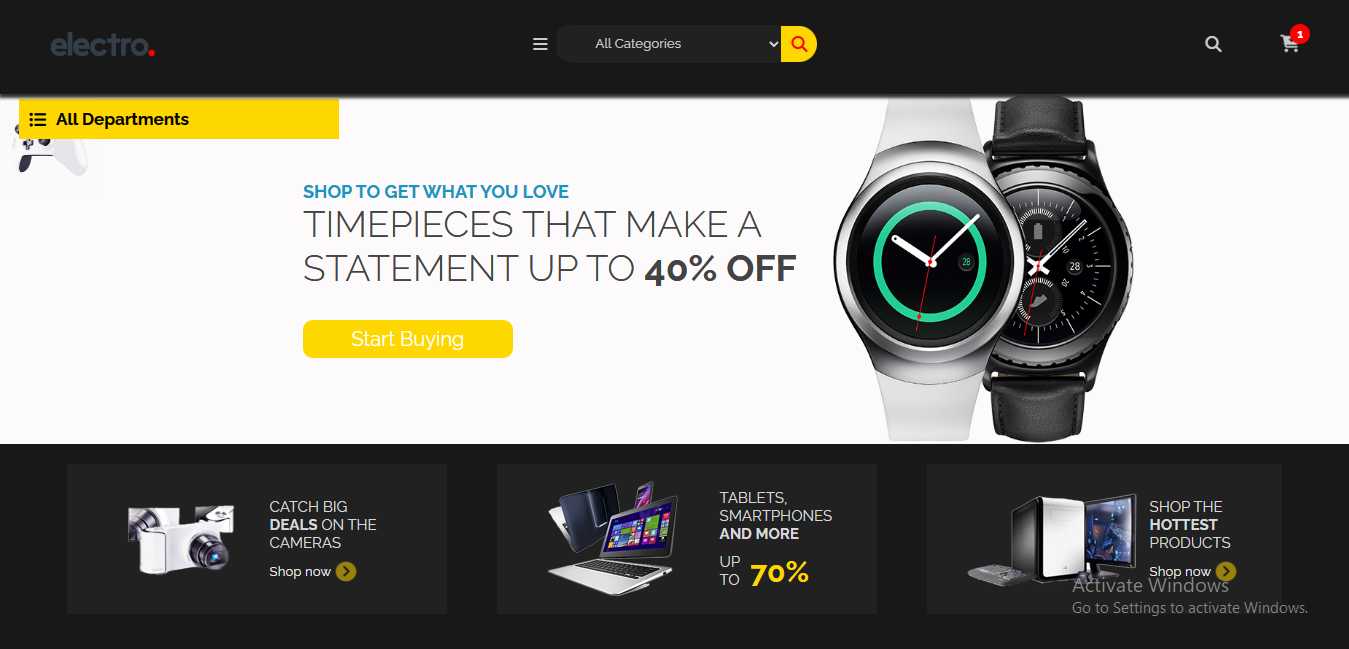 electro.
All Categories
1
All Departments
SHOP TO GET WHAT YOU LOVE
TIMEPIECES THAT MAKE A
STATEMENT UP TO 40% OFF
Start Buying
28
28
CATCH BIG
DEALS ON THE
CAMERAS
Shop now
TABLETS,
SMARTPHONES
AND MORE
UP
TO 70%
SHOP THE
HOTTEST
PRODUCTS
Shop now
Activate Windows
Go to Settings to activate Windows.